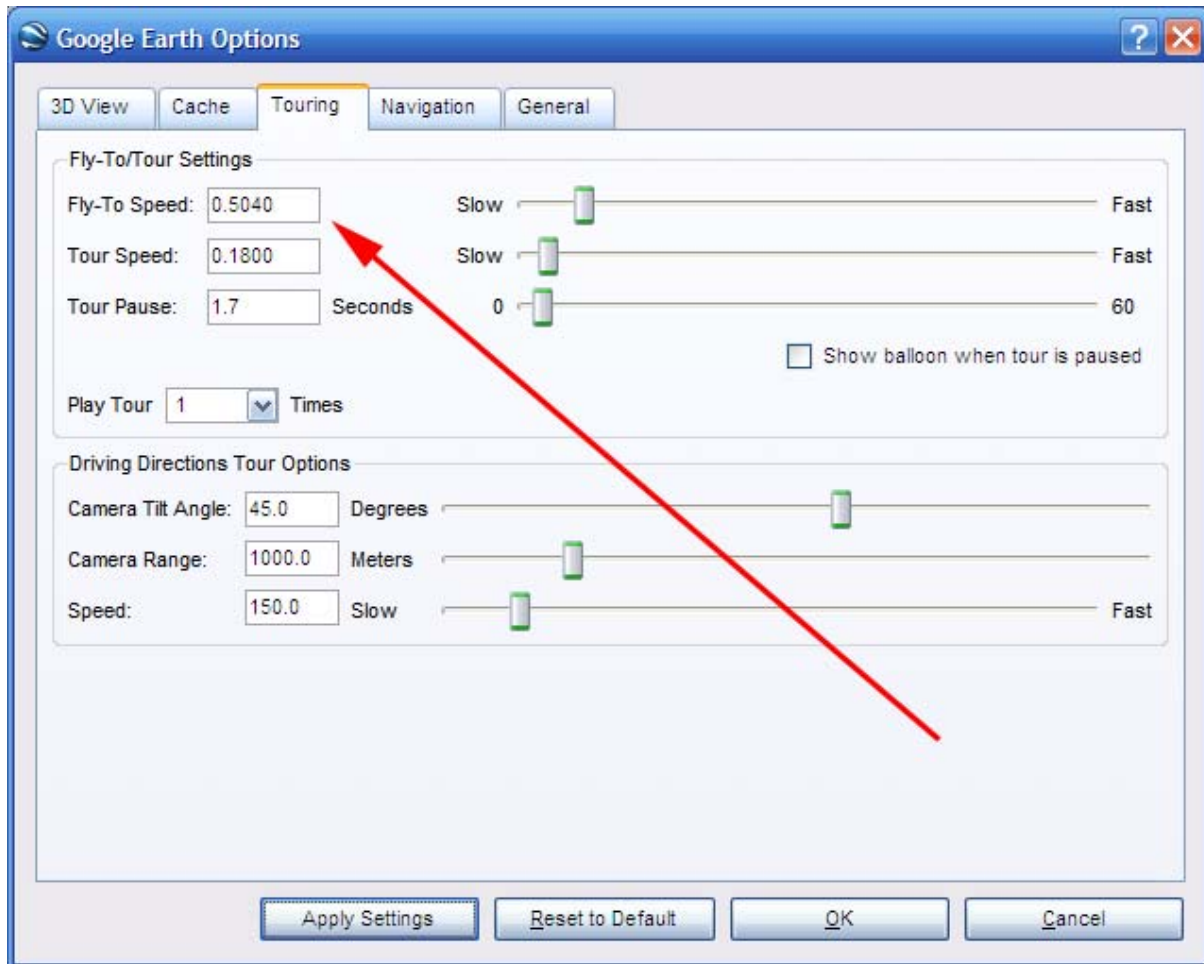 Google Earth Options
3D View Cache Touring Navigation General
Fly-To/Tour Settings
Fly-To Speed: 0.5040 Slow Fast
Tour Speed: 0.1800 Slow Fast
Tour Pause: 1.7 Seconds 0 60
Show balloon when tour is paused
Play Tour 1 Times
Driving Directions Tour Options
Camera Tilt Angle: 45.0 Degrees
Camera Range: 1000.0 Meters
Speed: 150.0 Slow Fast
Apply Settings Reset to Default OK Cancel